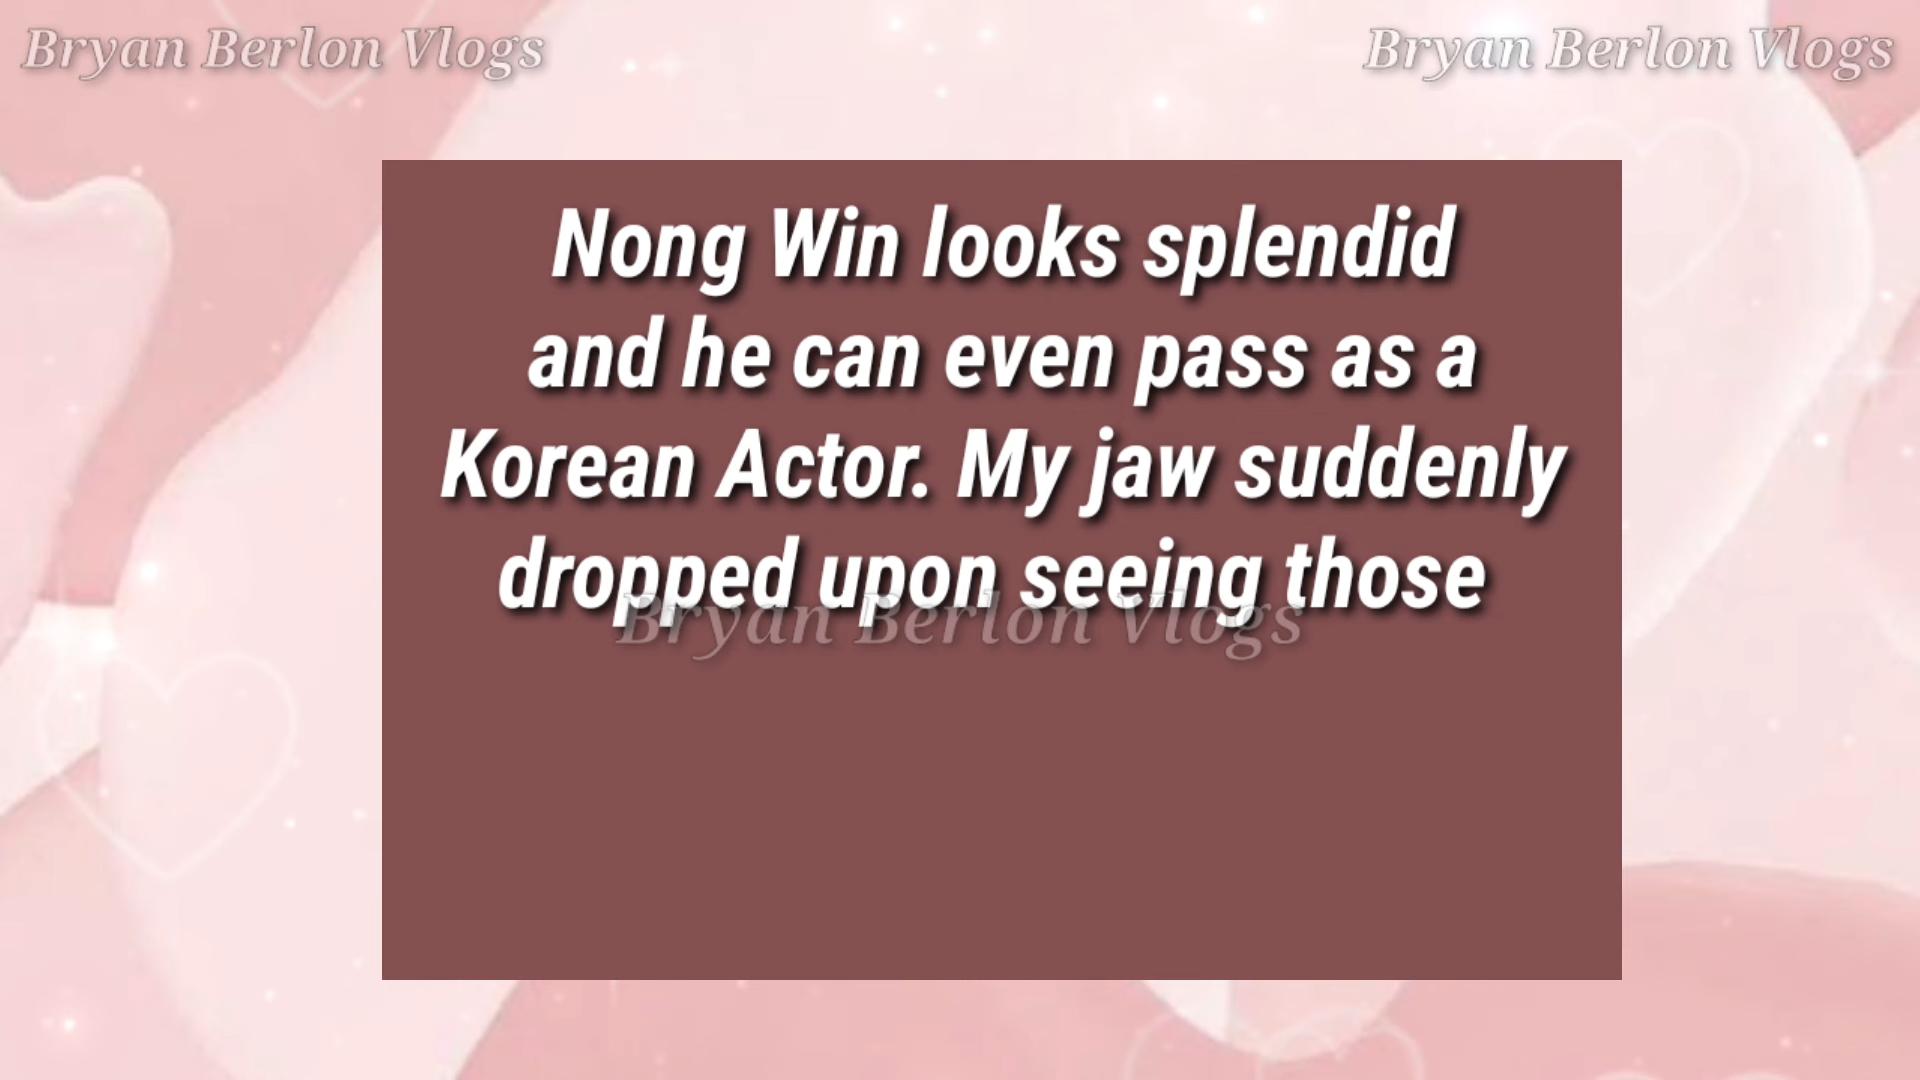 Bryan Berlon Vlogs
Bryan Berlon Vlogs
Nong Win looks splendid
and he can even pass as a
Korean Actor. My jaw suddenly
dropped upon seeing those
Bryan Berlon Vlogs